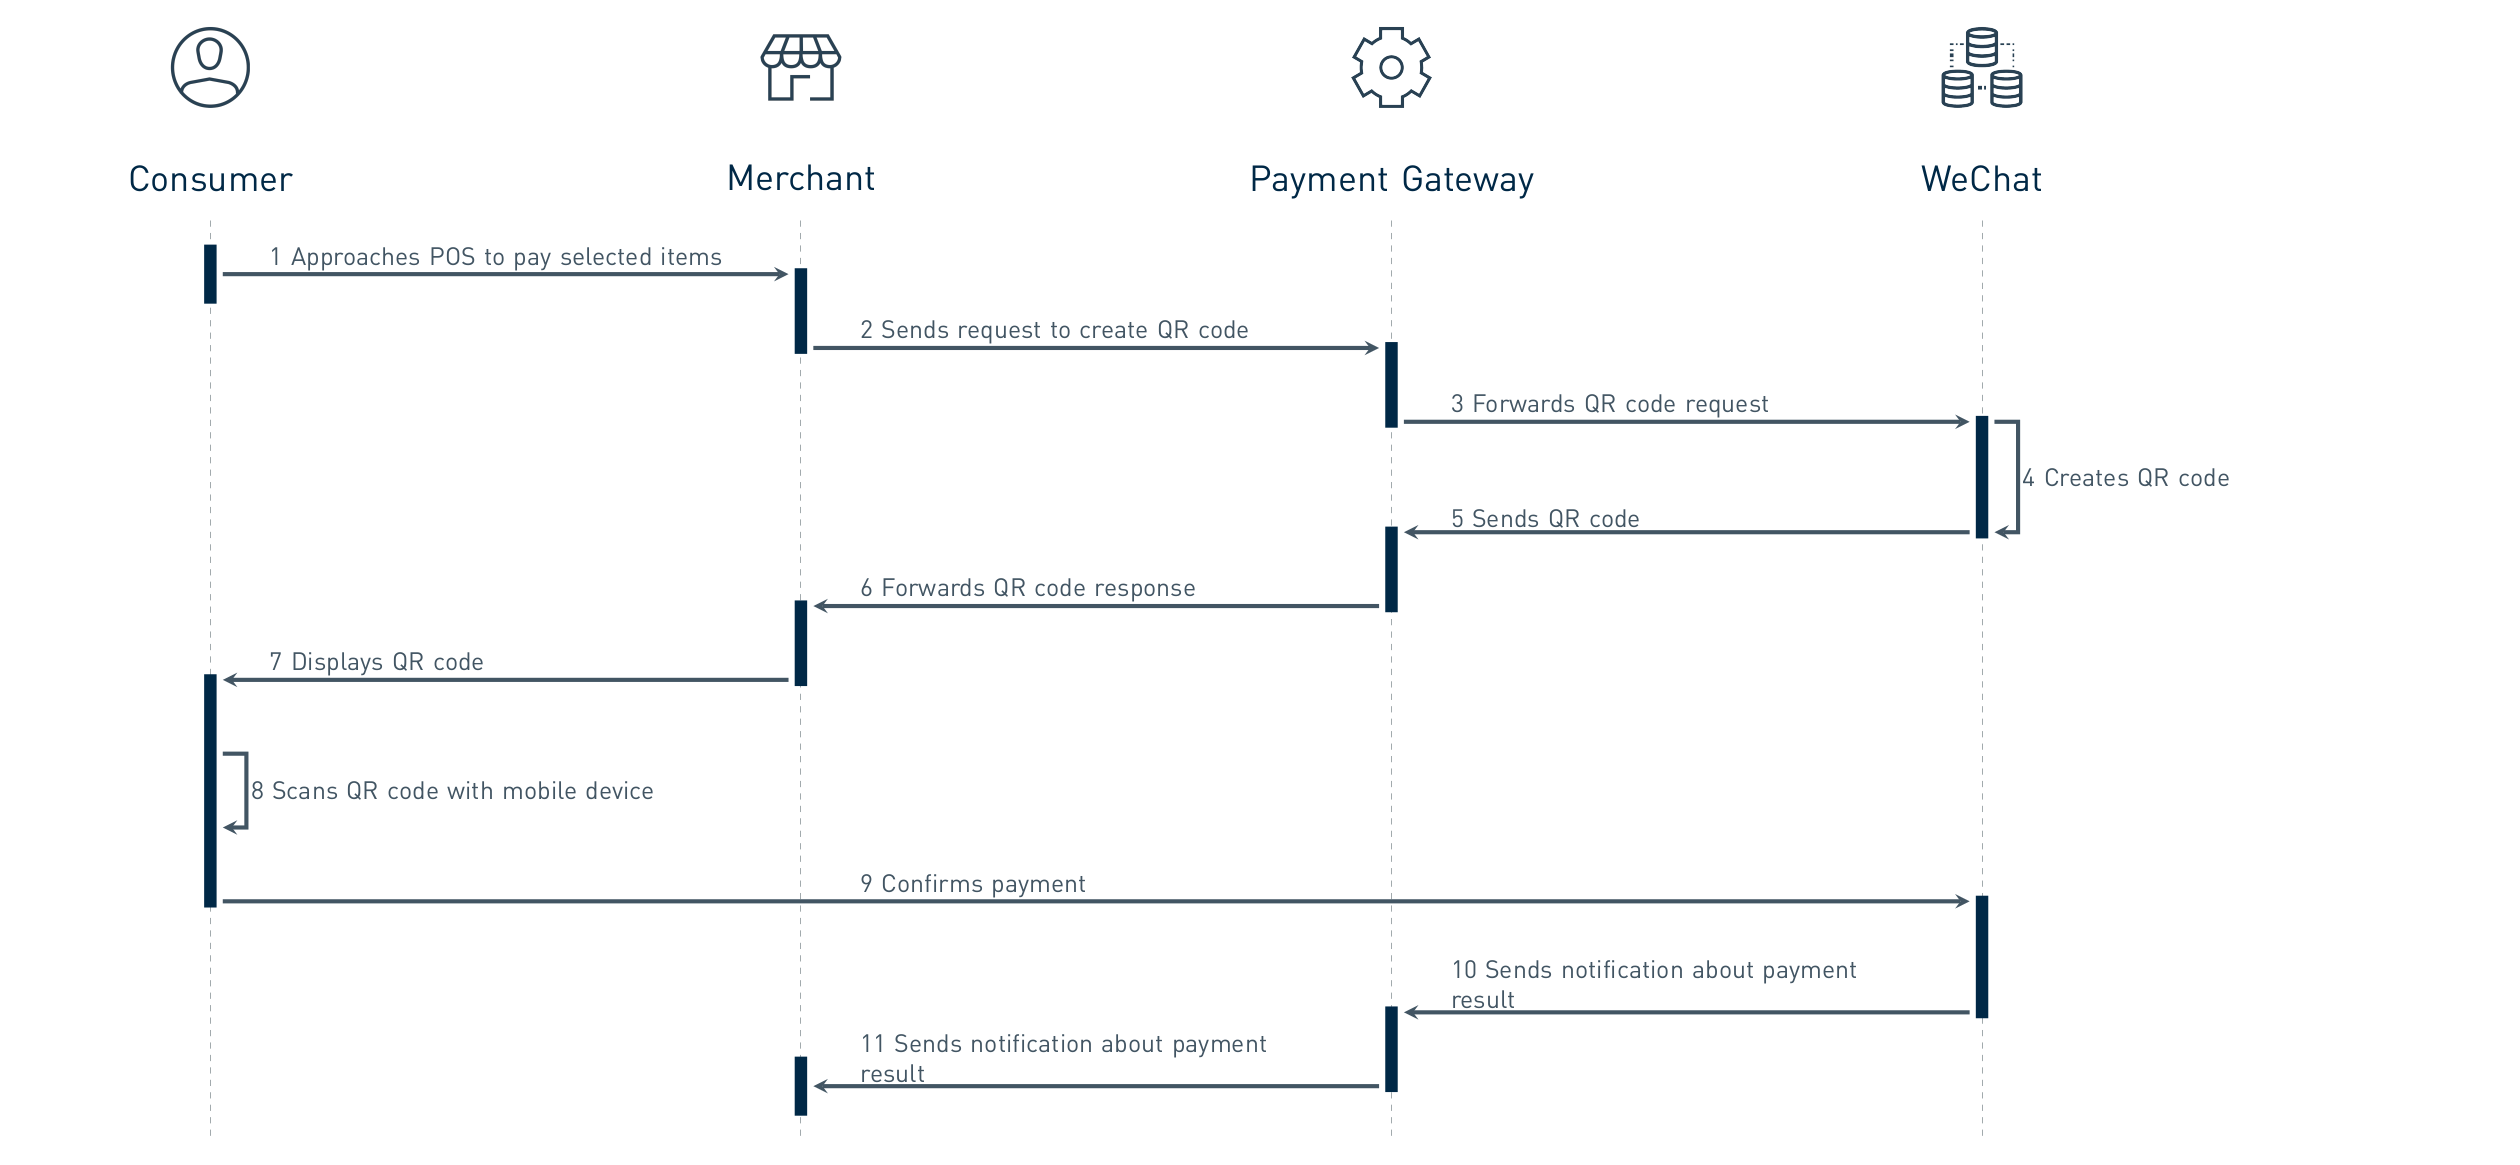 Consumer
Merchant
Payment Gateway
WeChat
1 Approaches POS to pay selected items
2 Sends request to create QR code
3 Forwards QR code request
4 Creates QR code
5 Sends QR code
6 Forwards QR code response
7 Displays QR code
8 Scans QR code with mobile device
9 Confirms payment
10 Sends notification about payment
result
11 Sends notification about payment
result